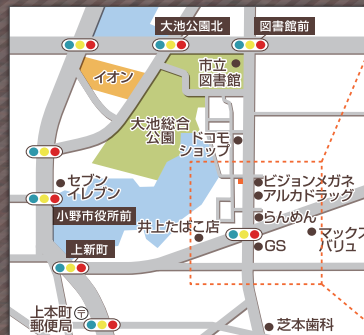 大池公園北
図書館前
イオン
市立
図書館
大池総合
公園
ドコモ
ショップ
セブン
イレブン
ビジョンメガネ
アルカドラッグ
小野市役所前
らんめん
井上たばこ店
マックス
バリュ
上新町
GS
上本町〒
郵便局
芝本歯科